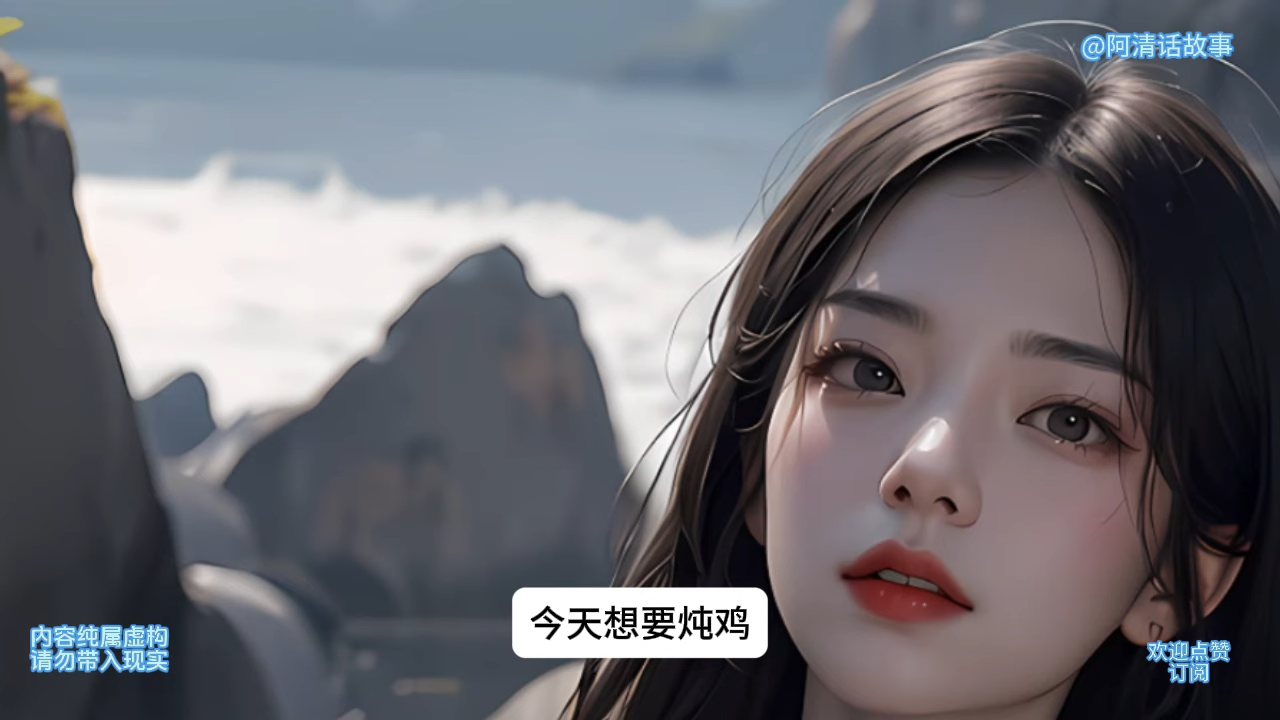 @阿清话故事
今天想要炖鸡
内容纯属虚构
请勿带入现实
欢迎点赞
订阅